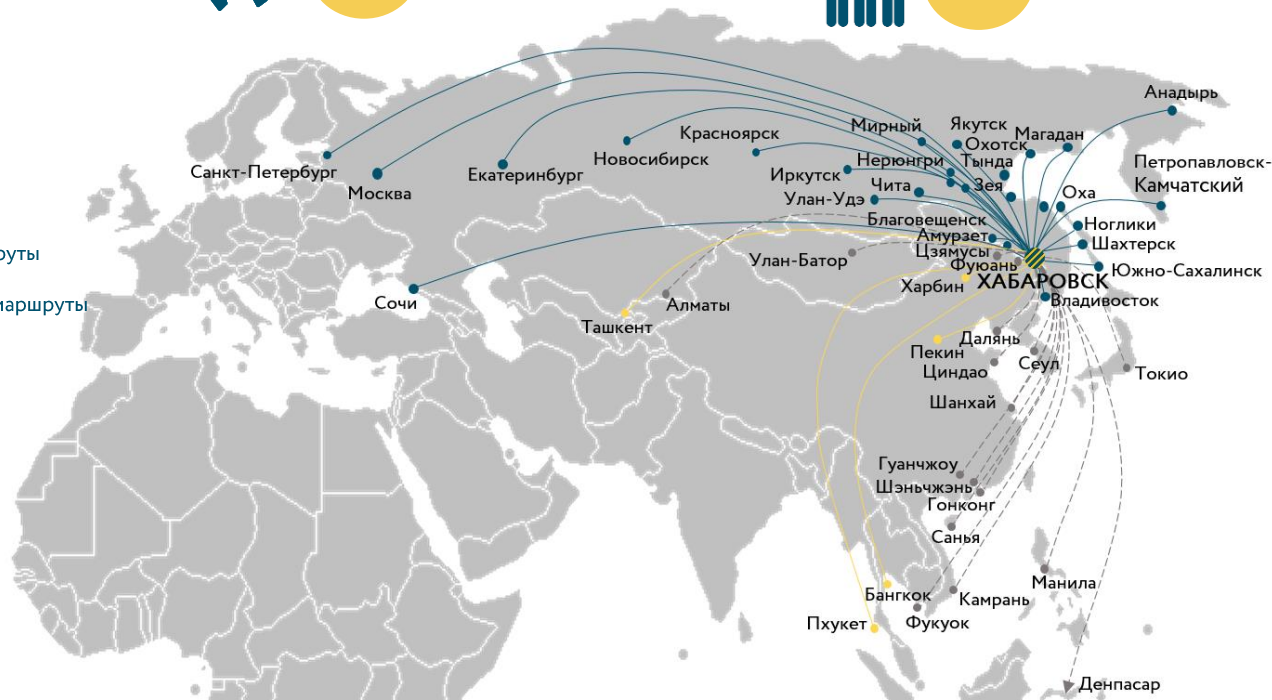 Анадырь
Якутск
Мирный
Магадан
Красноярск
Охотск
Новосибирск
Нерюнгри
Тында
Петропавловск-
Камчатский
Санкт-Петербург
Москва
Екатеринбург
Иркутск
Чита
Зея
Оха
Улан-Удэ
Благовещенск
Ноглики
Амурзет
Шахтерск
Цзямусы
Улан-Батор
Фуюань
Южно-Сахалинск
Харбин
ХАБАРОВСК
Сочи
Алматы
Владивосток
Ташкент
Далянь
Пекин
Сеул
Циндао
Токио
Шанхай
Гуанчжоу
Шэньчжэнь
Гонконг
Санья
Манила
Бангкок
Камрань
Пхукет
Фукуок
Денпасар